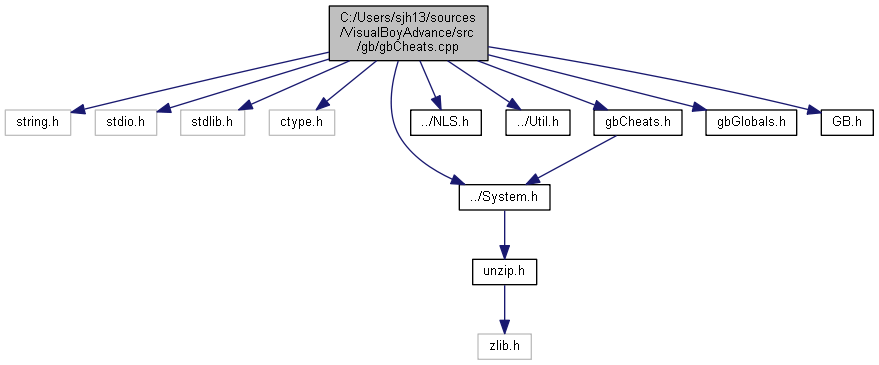 C:/Users/sjh13/sources
/VisualBoyAdvance/src
/gb/gbCheats.cpp
string.h
stdio.h
stdlib.h
ctype.h
../NLS.h
../Util.h
gbCheats.h
gbGlobals.h
GB.h
../System.h
unzip.h
zlib.h